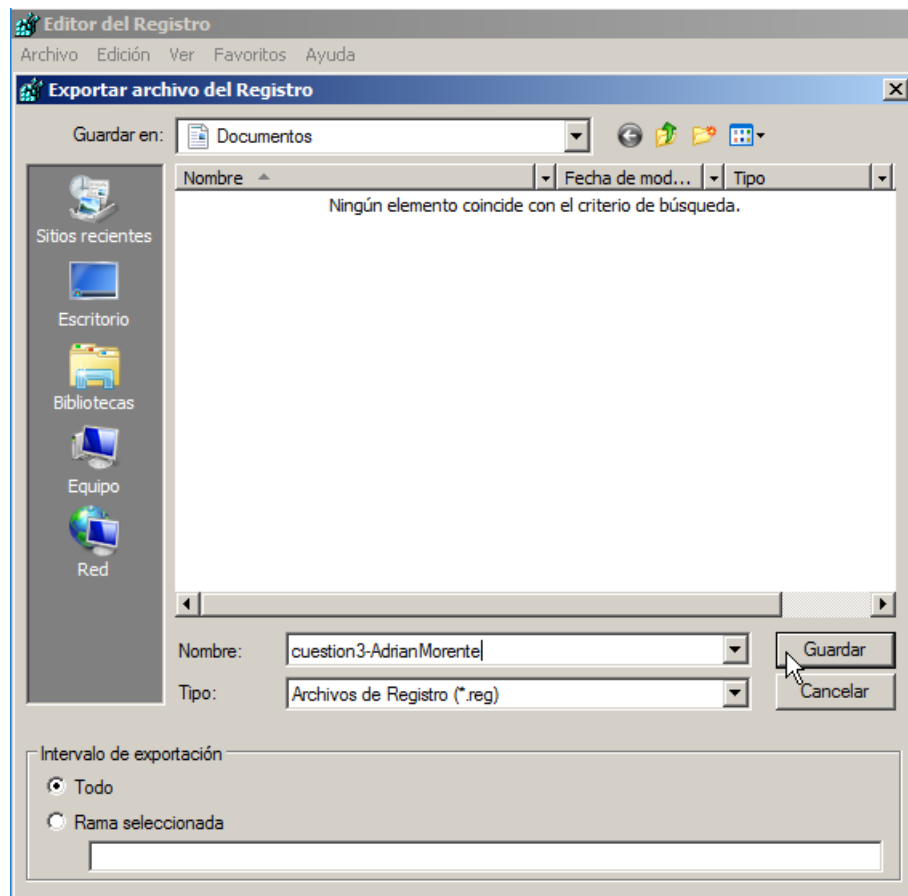 Editor del Registro
Archivo Edición Ver Favoritos Ayuda
Exportar archivo del Registro
Guardar en: Documentos
Nombre Fecha de mod... Tipo
Ningún elemento coincide con el criterio de búsqueda.
Sitios recientes
Escritorio
Bibliotecas
Equipo
Red
Nombre: cuestion3-AdrianMorente Guardar
Tipo: Archivos de Registro (*.reg) Cancelar
Intervalo de exportación
Todo
Rama seleccionada